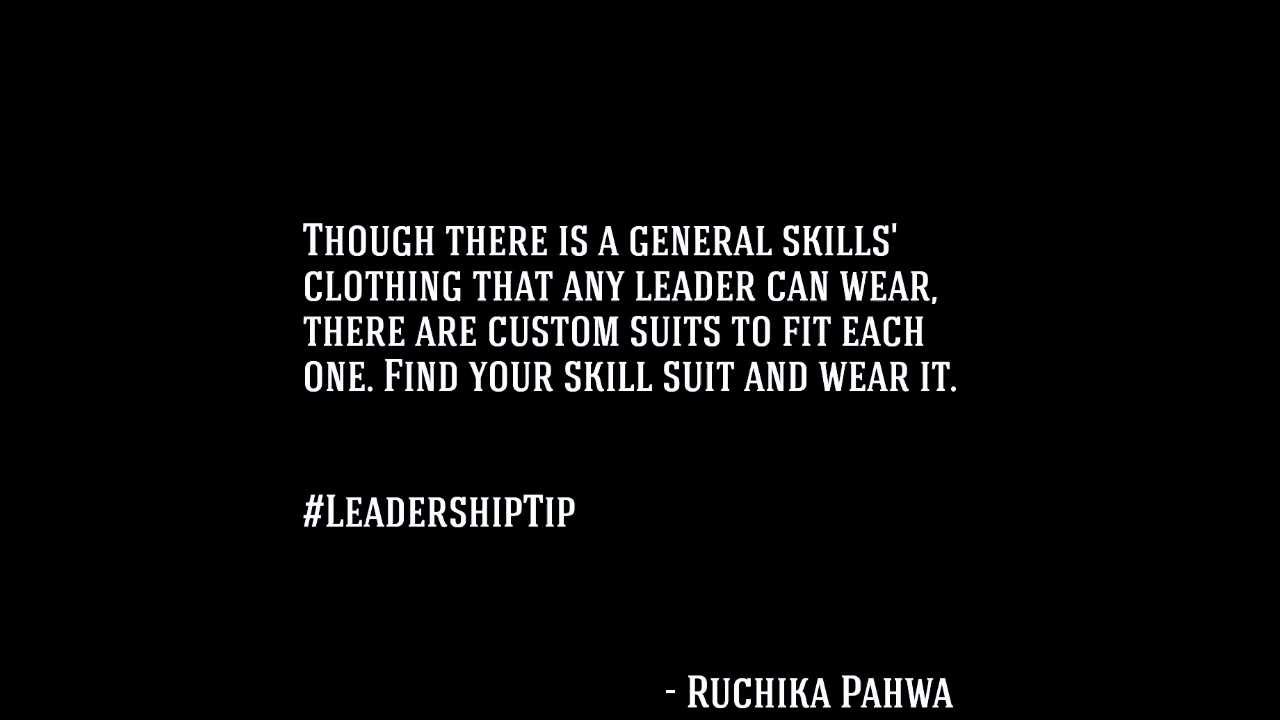 Though there is a general skills'
clothing that any leader can wear,
there are custom suits to fit each
one. Find your skill suit and wear it.
#LeadershipTip
- Ruchika Pahwa